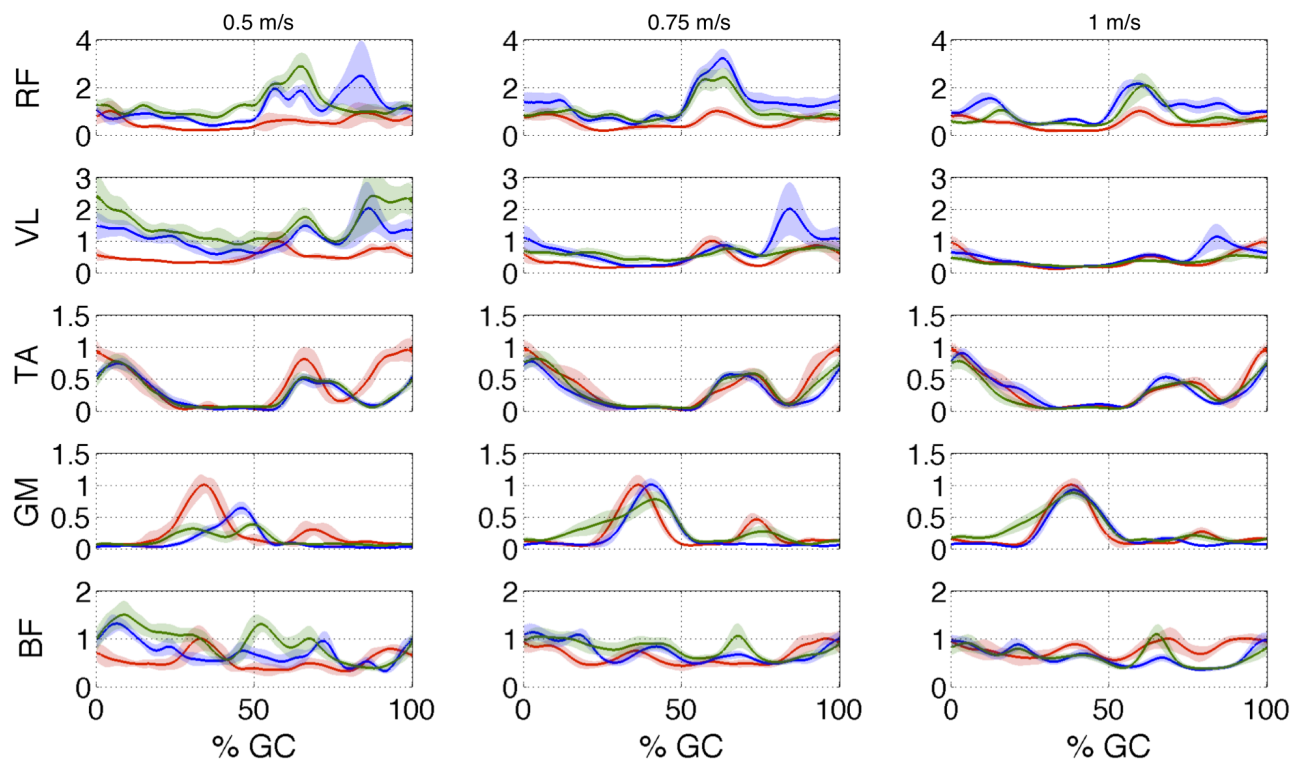 0.5 m/s 0.75 m/s 1 m/s
RF 4 2 0 4 2 0 4 2 0
VL 3 2 1 0 3 2 1 0 3 2 1 0
TA 1.5 1 0.5 0 1.5 1 0.5 0 1.5 1 0.5 0
GM 1.5 1 0.5 0 1.5 1 0.5 0 1.5 1 0.5 0
BF 2 1 0 2 1 0 2 1 0
0 50 100 0 50 100 0 50 100
% GC % GC % GC